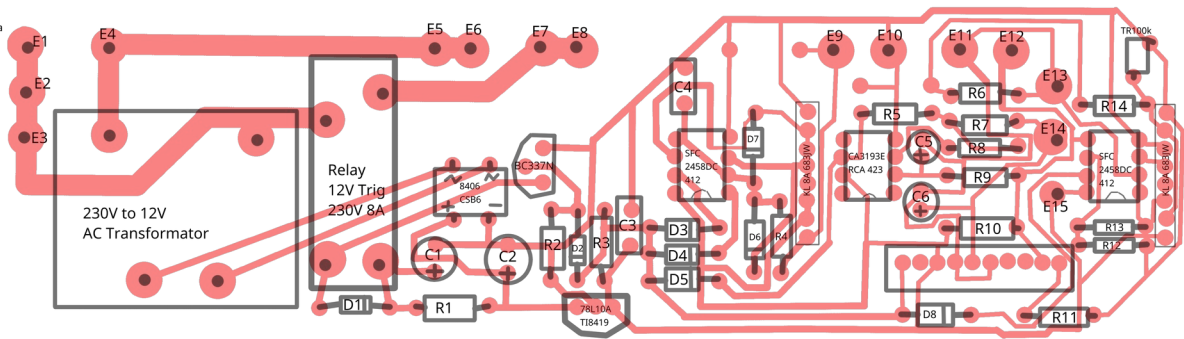 a
E1
E2
E3
E4
E5
E6
E7
E8
230V to 12V
AC Transformator
Relay
12V Trig
230V 8A
D1
R1
8406
CSB6
+
−
C1
C2
BC337N
R2
D2
R3
C3
78L10A
TI8419
C4
SFC
2458DC
412
D3
D4
D5
D7
D6
R4
KL 8A 683JW
E9
E10
E11
E12
E13
E14
E15
R5
CA3193E
RCA 423
C5
C6
R6
R7
R8
R9
R10
D8
R11
TR100k
R14
SFC
2458DC
412
R13
R12
KL 8A 683JW